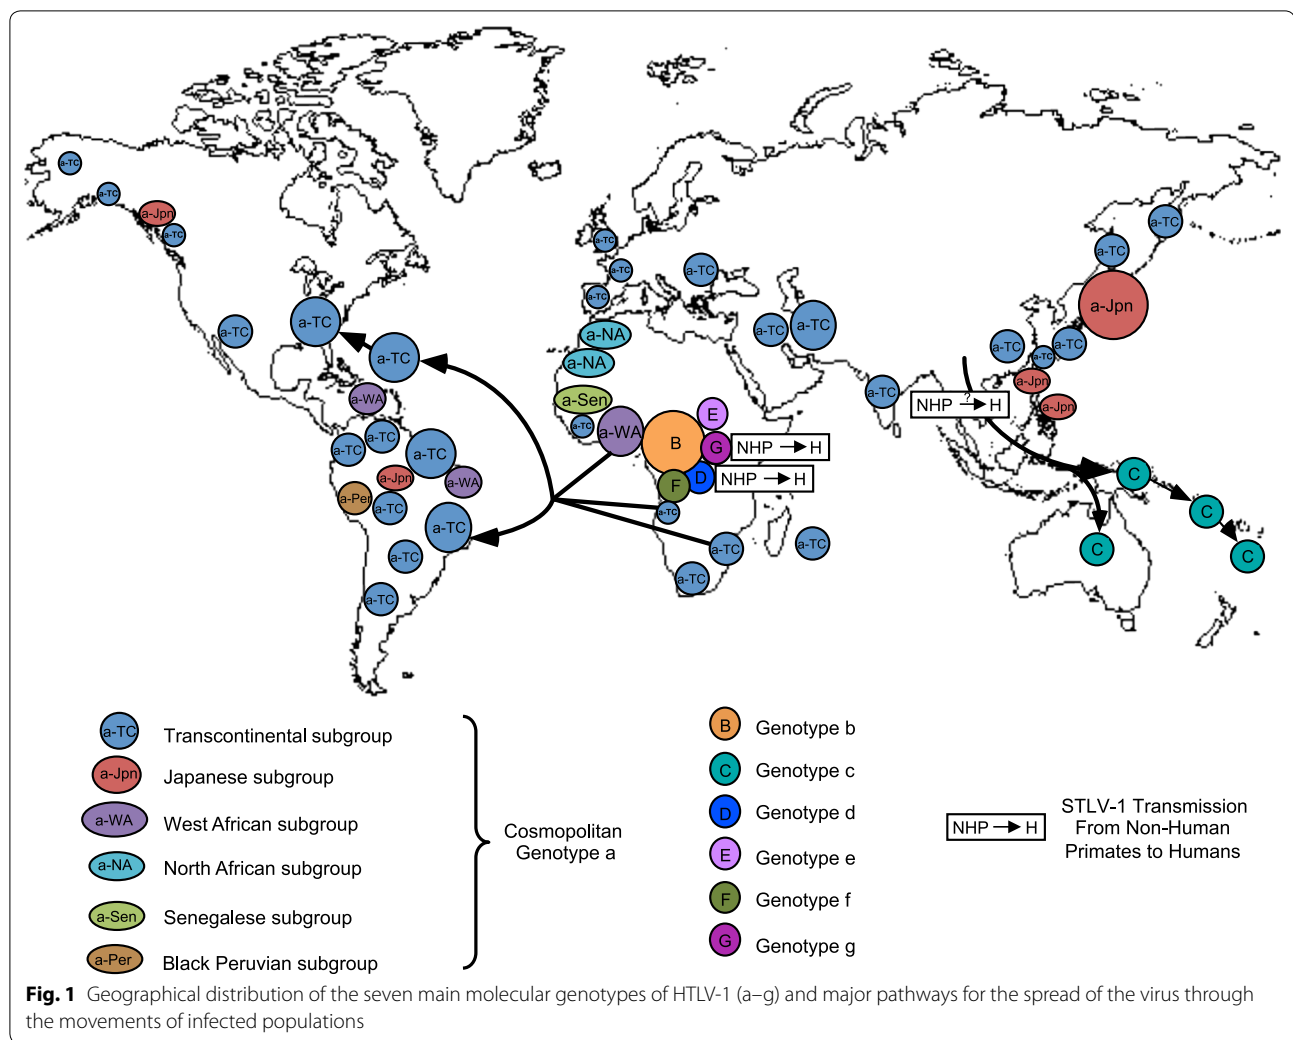 a-TC
a-TC
a-Jpn
a-TC
a-TC
a-TC
a-TC
a-WA
a-TC
a-TC
a-TC
a-Jpn
a-WA
a-Per
a-TC
a-TC
a-TC
a-TC
a-TC
a-TC
a-TC
a-TC
a-NA
a-NA
a-Sen
a-TC
a-WA
B
E
G
NHP → H
D
NHP → H
F
a-TC
a-TC
a-TC
a-TC
a-TC
a-TC
a-TC
a-TC
a-TC
a-Jpn
a-TC
a-TC
a-TC
a-Jpn
a-Jpn
?
NHP → H
C
C
C
C
a-TC Transcontinental subgroup
a-Jpn Japanese subgroup
a-WA West African subgroup
a-NA North African subgroup
a-Sen Senegalese subgroup
a-Per Black Peruvian subgroup
Cosmopolitan
Genotype a
B Genotype b
C Genotype c
D Genotype d
E Genotype e
F Genotype f
G Genotype g
NHP → H
STLV-1 Transmission
From Non-Human
Primates to Humans
Fig. 1 Geographical distribution of the seven main molecular genotypes of HTLV-1 (a–g) and major pathways for the spread of the virus through
the movements of infected populations